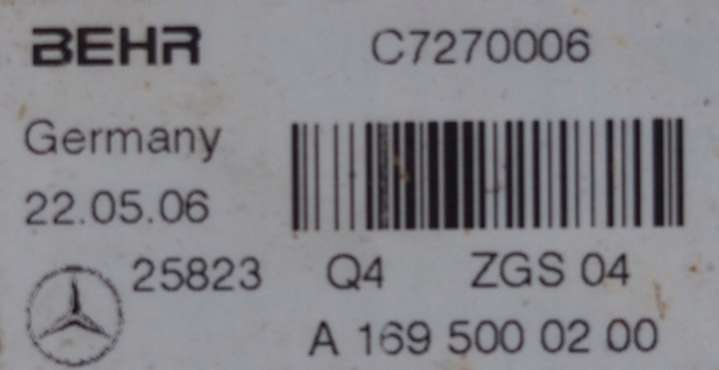 BEHR C7270006
Germany
22.05.06
25823 Q4 ZGS 04
A 169 500 02 00